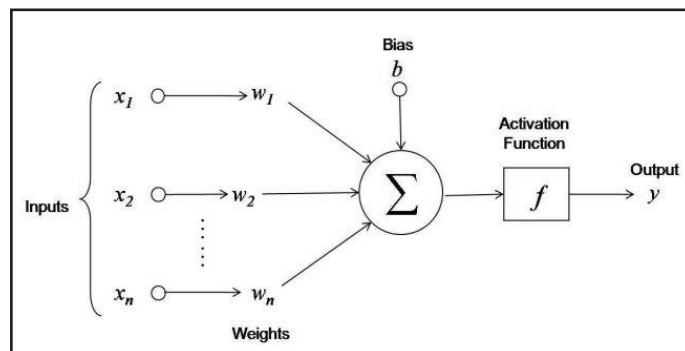 Bias
b
x₁ w₁
Activation
Function
Inputs x₂ w₂ Σ f Output
y
xₙ wₙ
Weights